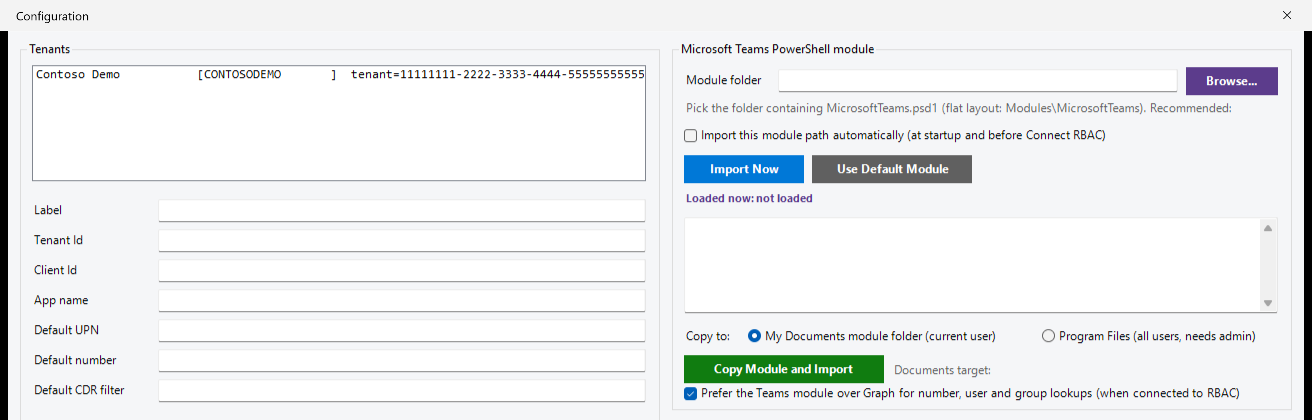 Configuration
Tenants
Contoso Demo [CONTOSODEMO ] tenant=11111111-2222-3333-4444-55555555555
Label
Tenant Id
Client Id
App name
Default UPN
Default number
Default CDR filter
Microsoft Teams PowerShell module
Module folder
Browse...
Pick the folder containing MicrosoftTeams.psd1 (flat layout: Modules\MicrosoftTeams). Recommended:
Import this module path automatically (at startup and before Connect RBAC)
Import Now Use Default Module
Loaded now: not loaded
Copy to: My Documents module folder (current user) Program Files (all users, needs admin)
Copy Module and Import Documents target:
Prefer the Teams module over Graph for number, user and group lookups (when connected to RBAC)